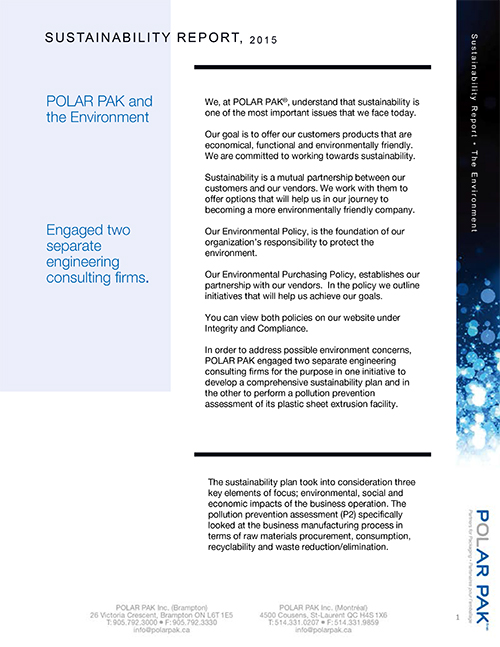 SUSTAINABILITY REPORT, 2015
POLAR PAK and
the Environment
Engaged two
separate
engineering
consulting firms.
We, at POLAR PAK®, understand that sustainability is
one of the most important issues that we face today.
Our goal is to offer our customers products that are
economical, functional and environmentally friendly.
We are committed to working towards sustainability.
Sustainability is a mutual partnership between our
customers and our vendors. We work with them to
offer options that will help us in our journey to
becoming a more environmentally friendly company.
Our Environmental Policy, is the foundation of our
organization's responsibility to protect the
environment.
Our Environmental Purchasing Policy, establishes our
partnership with our vendors.  In the policy we outline
initiatives that will help us achieve our goals.
You can view both policies on our website under
Integrity and Compliance.
In order to address possible environment concerns,
POLAR PAK engaged two separate engineering
consulting firms for the purpose in one initiative to
develop a comprehensive sustainability plan and in
the other to perform a pollution prevention
assessment of its plastic sheet extrusion facility.
The sustainability plan took into consideration three
key elements of focus; environmental, social and
economic impacts of the business operation. The
pollution prevention assessment (P2) specifically
looked at the business manufacturing process in
terms of raw materials procurement, consumption,
recyclability and waste reduction/elimination.
Sustainability Report • The Environment
POLAR PAK™
Partners for Packaging / Partenaires pour l'emballage
POLAR PAK Inc. (Brampton)
26 Victoria Crescent, Brampton ON L6T 1E5
T: 905.792.3000 • F: 905.792.3330
info@polarpak.ca
POLAR PAK Inc. (Montréal)
4500 Cousens, St-Laurent QC H4S 1X6
T: 514.331.0207 • F: 514.331.9859
info@polarpak.ca
1